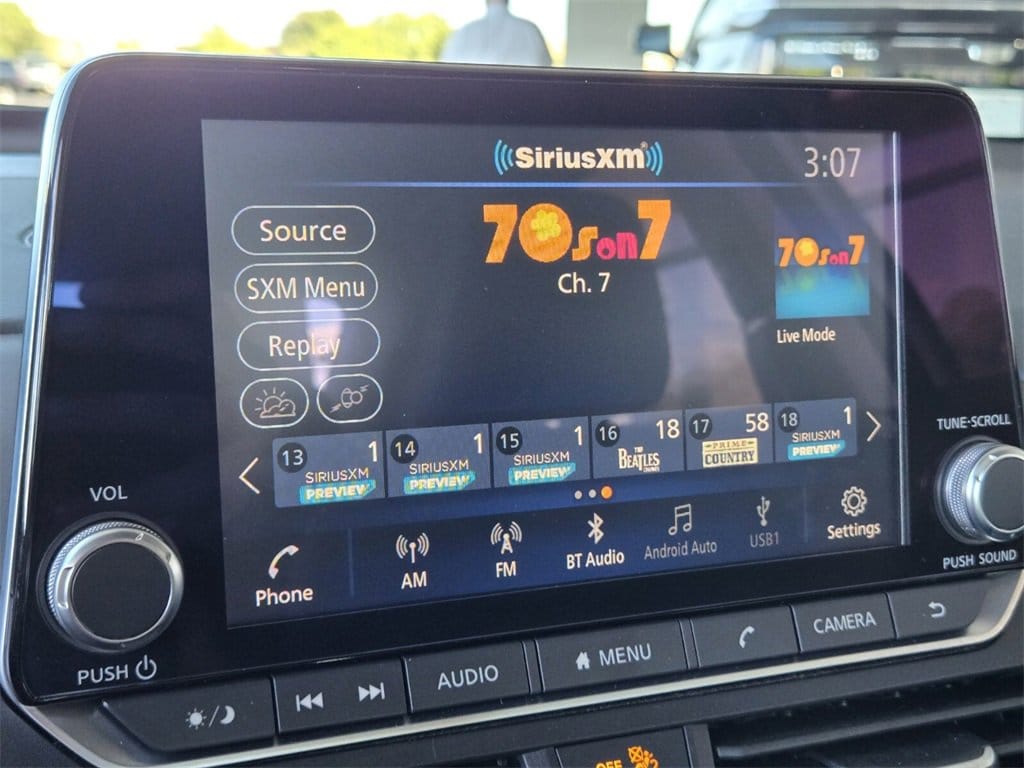 SiriusXM
3:07
Source
SXM Menu
Replay
70s on 7
Ch. 7
70s on 7
Live Mode
13 1 SIRIUSXM PREVIEW
14 1 SIRIUSXM PREVIEW
15 1 SIRIUSXM PREVIEW
16 18 THE BEATLES CHANNEL
17 58 PRIME COUNTRY
18 1 SIRIUSXM PREVIEW
Phone
AM
FM
BT Audio
Android Auto
USB1
Settings
VOL
PUSH
TUNE·SCROLL
PUSH SOUND
AUDIO
MENU
CAMERA
OFF
2